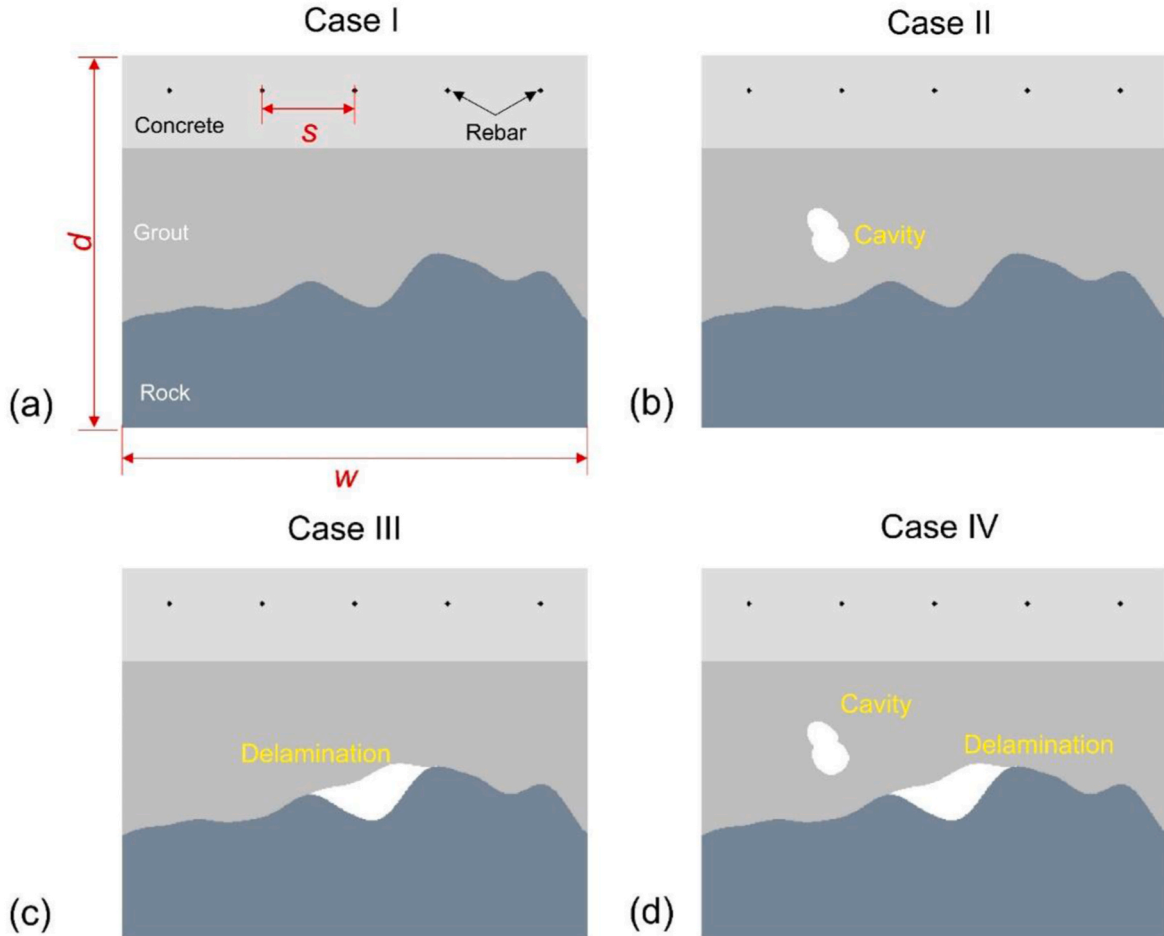 Case I
Case II
Concrete
s
Rebar
d
Grout
Cavity
Rock
(a)
(b)
w
Case III
Case IV
Cavity
Delamination
Delamination
(c)
(d)